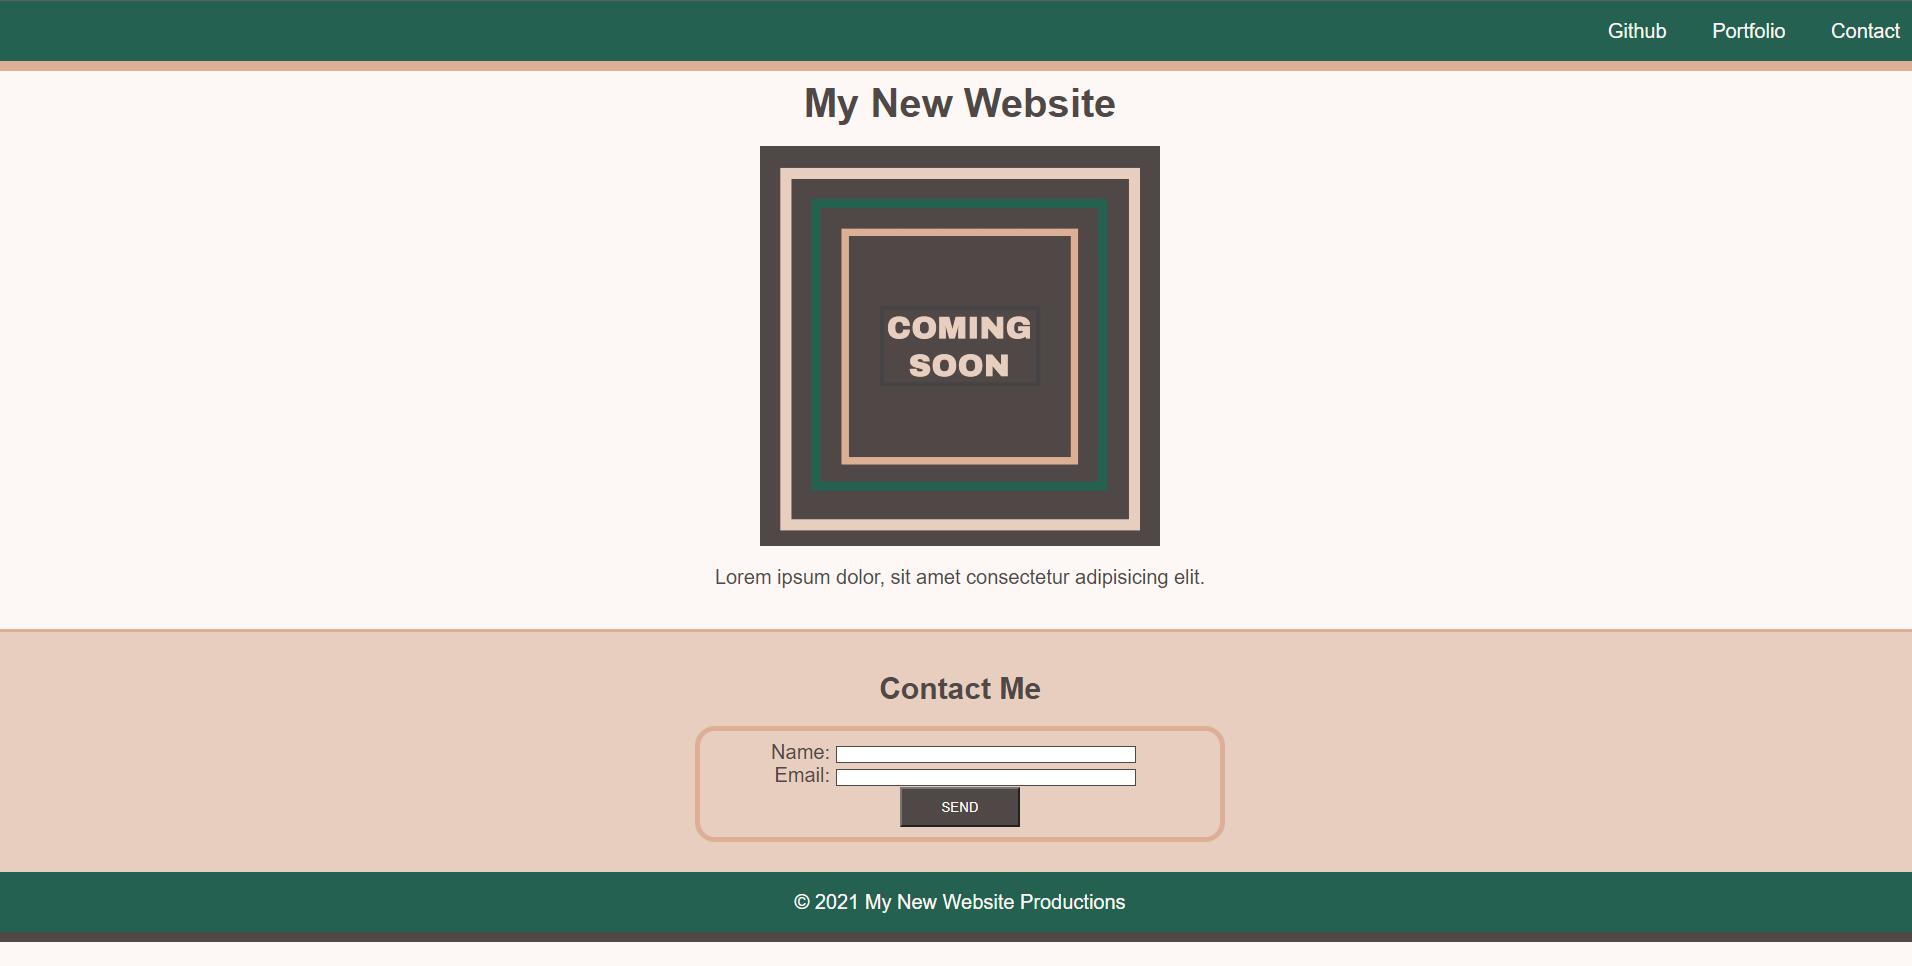 Github Portfolio Contact
My New Website
COMING
SOON
Lorem ipsum dolor, sit amet consectetur adipisicing elit.
Contact Me
Name:
Email:
SEND
© 2021 My New Website Productions